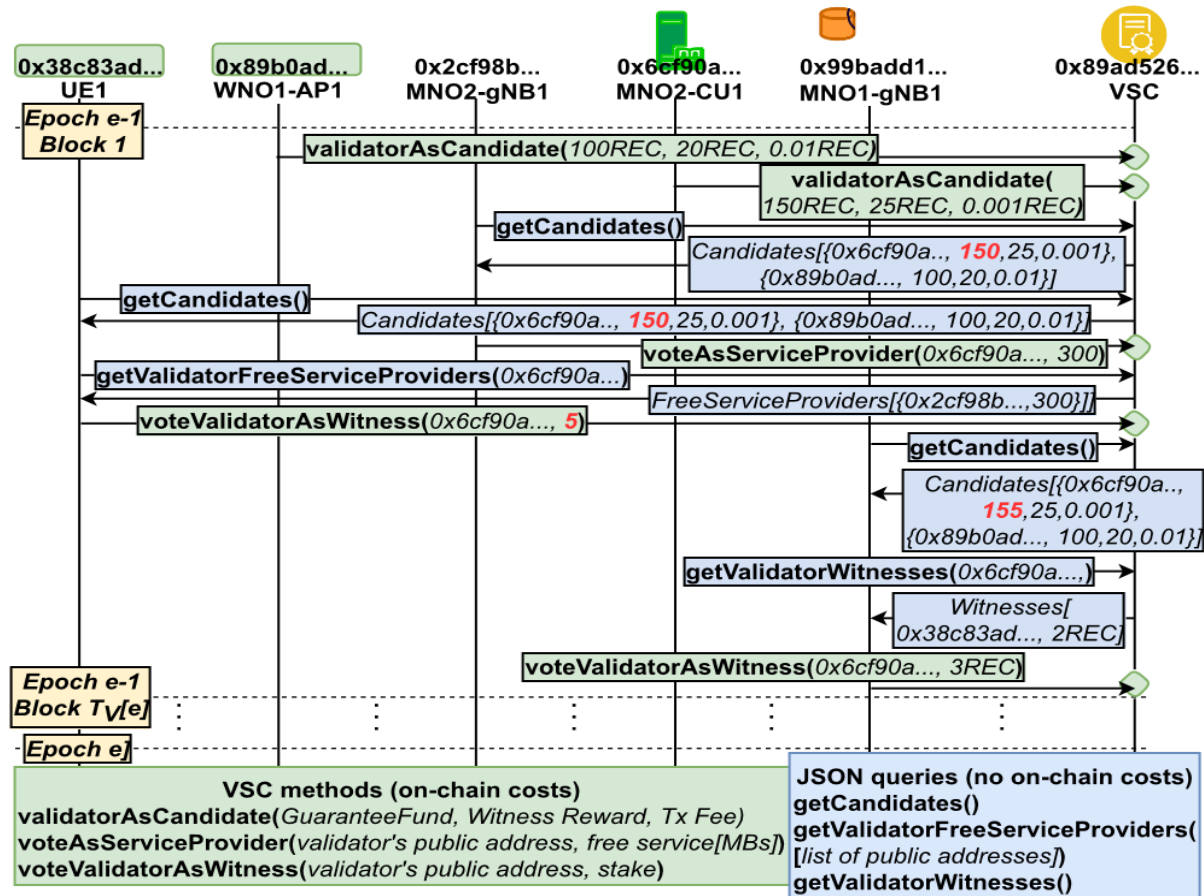 0x38c83ad...
UE1
0x89b0ad...
WNO1-AP1
0x2cf98b...
MNO2-gNB1
0x6cf90a...
MNO2-CU1
0x99badd1...
MNO1-gNB1
0x89ad526...
VSC
Epoch e-1
Block 1
validatorAsCandidate(100REC, 20REC, 0.01REC)
validatorAsCandidate(
150REC, 25REC, 0.001REC)
getCandidates()
Candidates[{0x6cf90a.., 150,25,0.001},
{0x89b0ad..., 100,20,0.01}]
getCandidates()
Candidates[{0x6cf90a.., 150,25,0.001}, {0x89b0ad..., 100,20,0.01}]
voteAsServiceProvider(0x6cf90a..., 300)
getValidatorFreeServiceProviders(0x6cf90a...)
FreeServiceProviders[{0x2cf98b...,300}]]
voteValidatorAsWitness(0x6cf90a..., 5)
getCandidates()
Candidates[{0x6cf90a..,
155,25,0.001},
{0x89b0ad..., 100,20,0.01}]
getValidatorWitnesses(0x6cf90a...,)
Witnesses[
0x38c83ad..., 2REC]
voteValidatorAsWitness(0x6cf90a..., 3REC)
Epoch e-1
Block TV[e]
Epoch e]
VSC methods (on-chain costs)
validatorAsCandidate(GuaranteeFund, Witness Reward, Tx Fee)
voteAsServiceProvider(validator's public address, free service[MBs])
voteValidatorAsWitness(validator's public address, stake)
JSON queries (no on-chain costs)
getCandidates()
getValidatorFreeServiceProviders(
[list of public addresses])
getValidatorWitnesses()